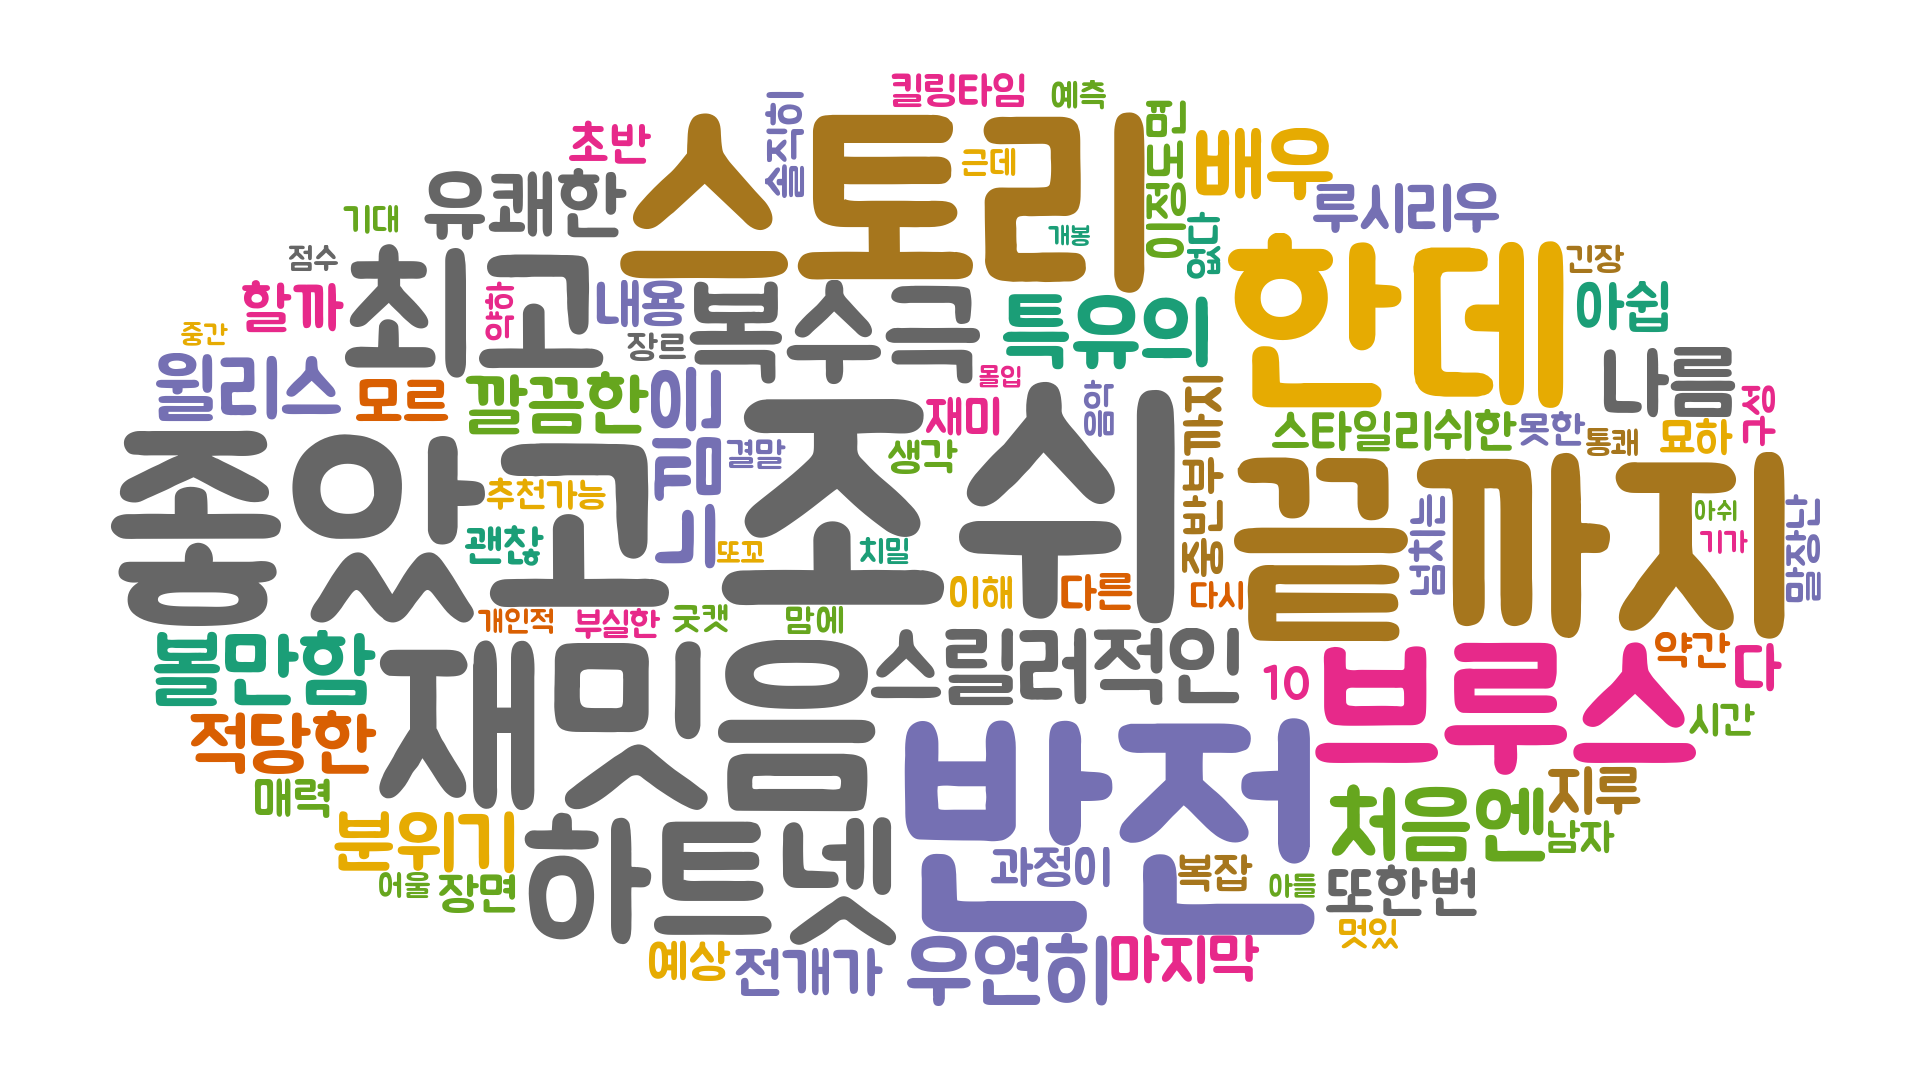 킬링타임
예측
솔직히
이정도면
초반
스토리
근데
배우
유쾌한
루시리우
기대
없다
개봉
한데
점수
최고
긴장
할까
약하
내용
복수극
특유의
아쉽
중간
장르
나름
윌리스
모르
깔끔한
몰입
재미
음학
중반부까지
스타일리쉬한
못한
통쾌
묘하
구성
좋았고
조쉬
결말
생각
끝까지
추천가능
괜찮
또꼬
치밀
넘치는
아쉬
기가
말장난
이해
다른
다시
개인적
부실한
굿캣
맘에
볼만함
재밋음
스릴러적인
10
브루스
약간
다
적당한
반전
시간
매력
처음엔
지루
분위기
하트넷
남자
과정이
복잡
어울
장면
아들
또한번
멋있
예상
전개가
우연히
마지막